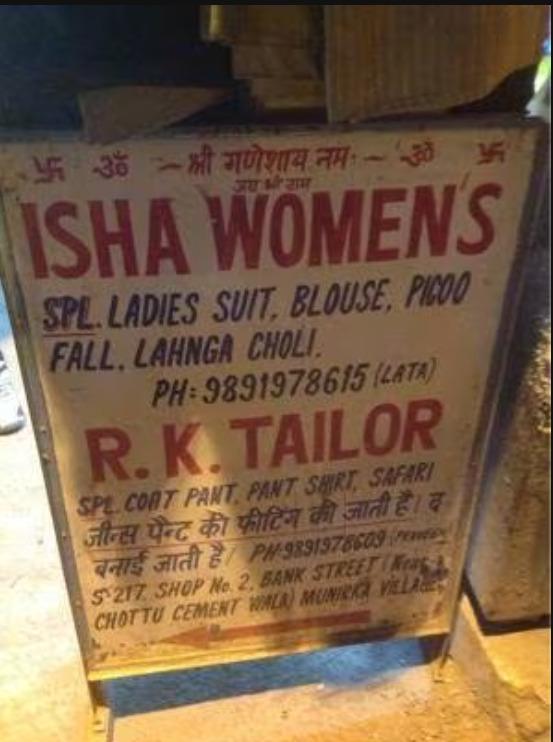 卐 ॐ ~ श्री गणेशाय नमः ~ ॐ 卐
जय श्री राम
ISHA WOMEN'S
SPL. LADIES SUIT, BLOUSE, PICOO
FALL, LAHNGA CHOLI.
PH:9891978615 (LATA)
R.K. TAILOR
SPL. COAT PANT, PANT SHIRT, SAFARI
जीन्स पैन्ट की फीटिंग की जाती है। व
बनाई जाती है। PH-9891978609
S-217, SHOP No. 2, BANK STREET (Near
CHOTTU CEMENT WALA) MUNIRKA VILLAGE